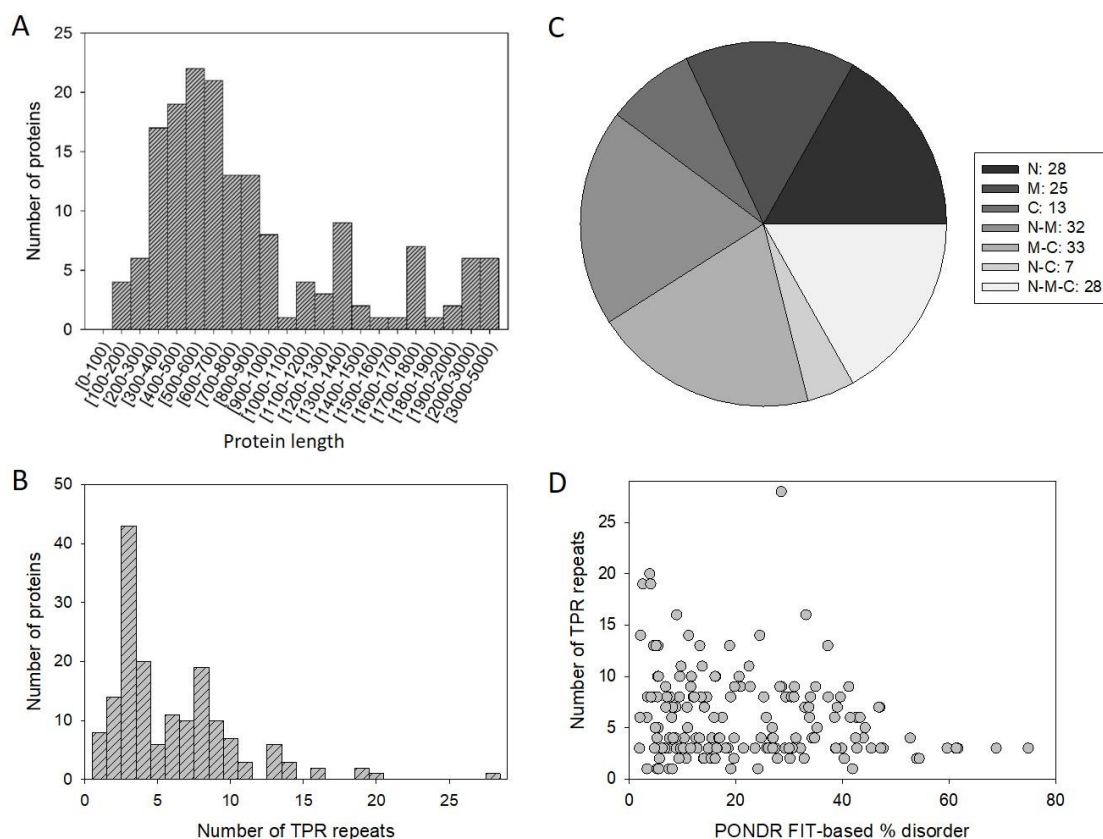 A
25
20
15
10
5
0
Number of proteins
[0-100)
[100-200)
[200-300)
[300-400)
[400-500)
[500-600)
[600-700)
[700-800)
[800-900)
[900-1000)
[1000-1100)
[1100-1200)
[1200-1300)
[1300-1400)
[1400-1500)
[1500-1600)
[1600-1700)
[1700-1800)
[1800-1900)
[1900-2000)
[2000-3000)
[3000-5000)
Protein length
C
N: 28
M: 25
C: 13
N-M: 32
M-C: 33
N-C: 7
N-M-C: 28
B
50
40
30
20
10
0
Number of proteins
0 5 10 15 20 25
Number of TPR repeats
D
25
20
15
10
5
0
Number of TPR repeats
0 20 40 60 80
PONDR FIT-based % disorder